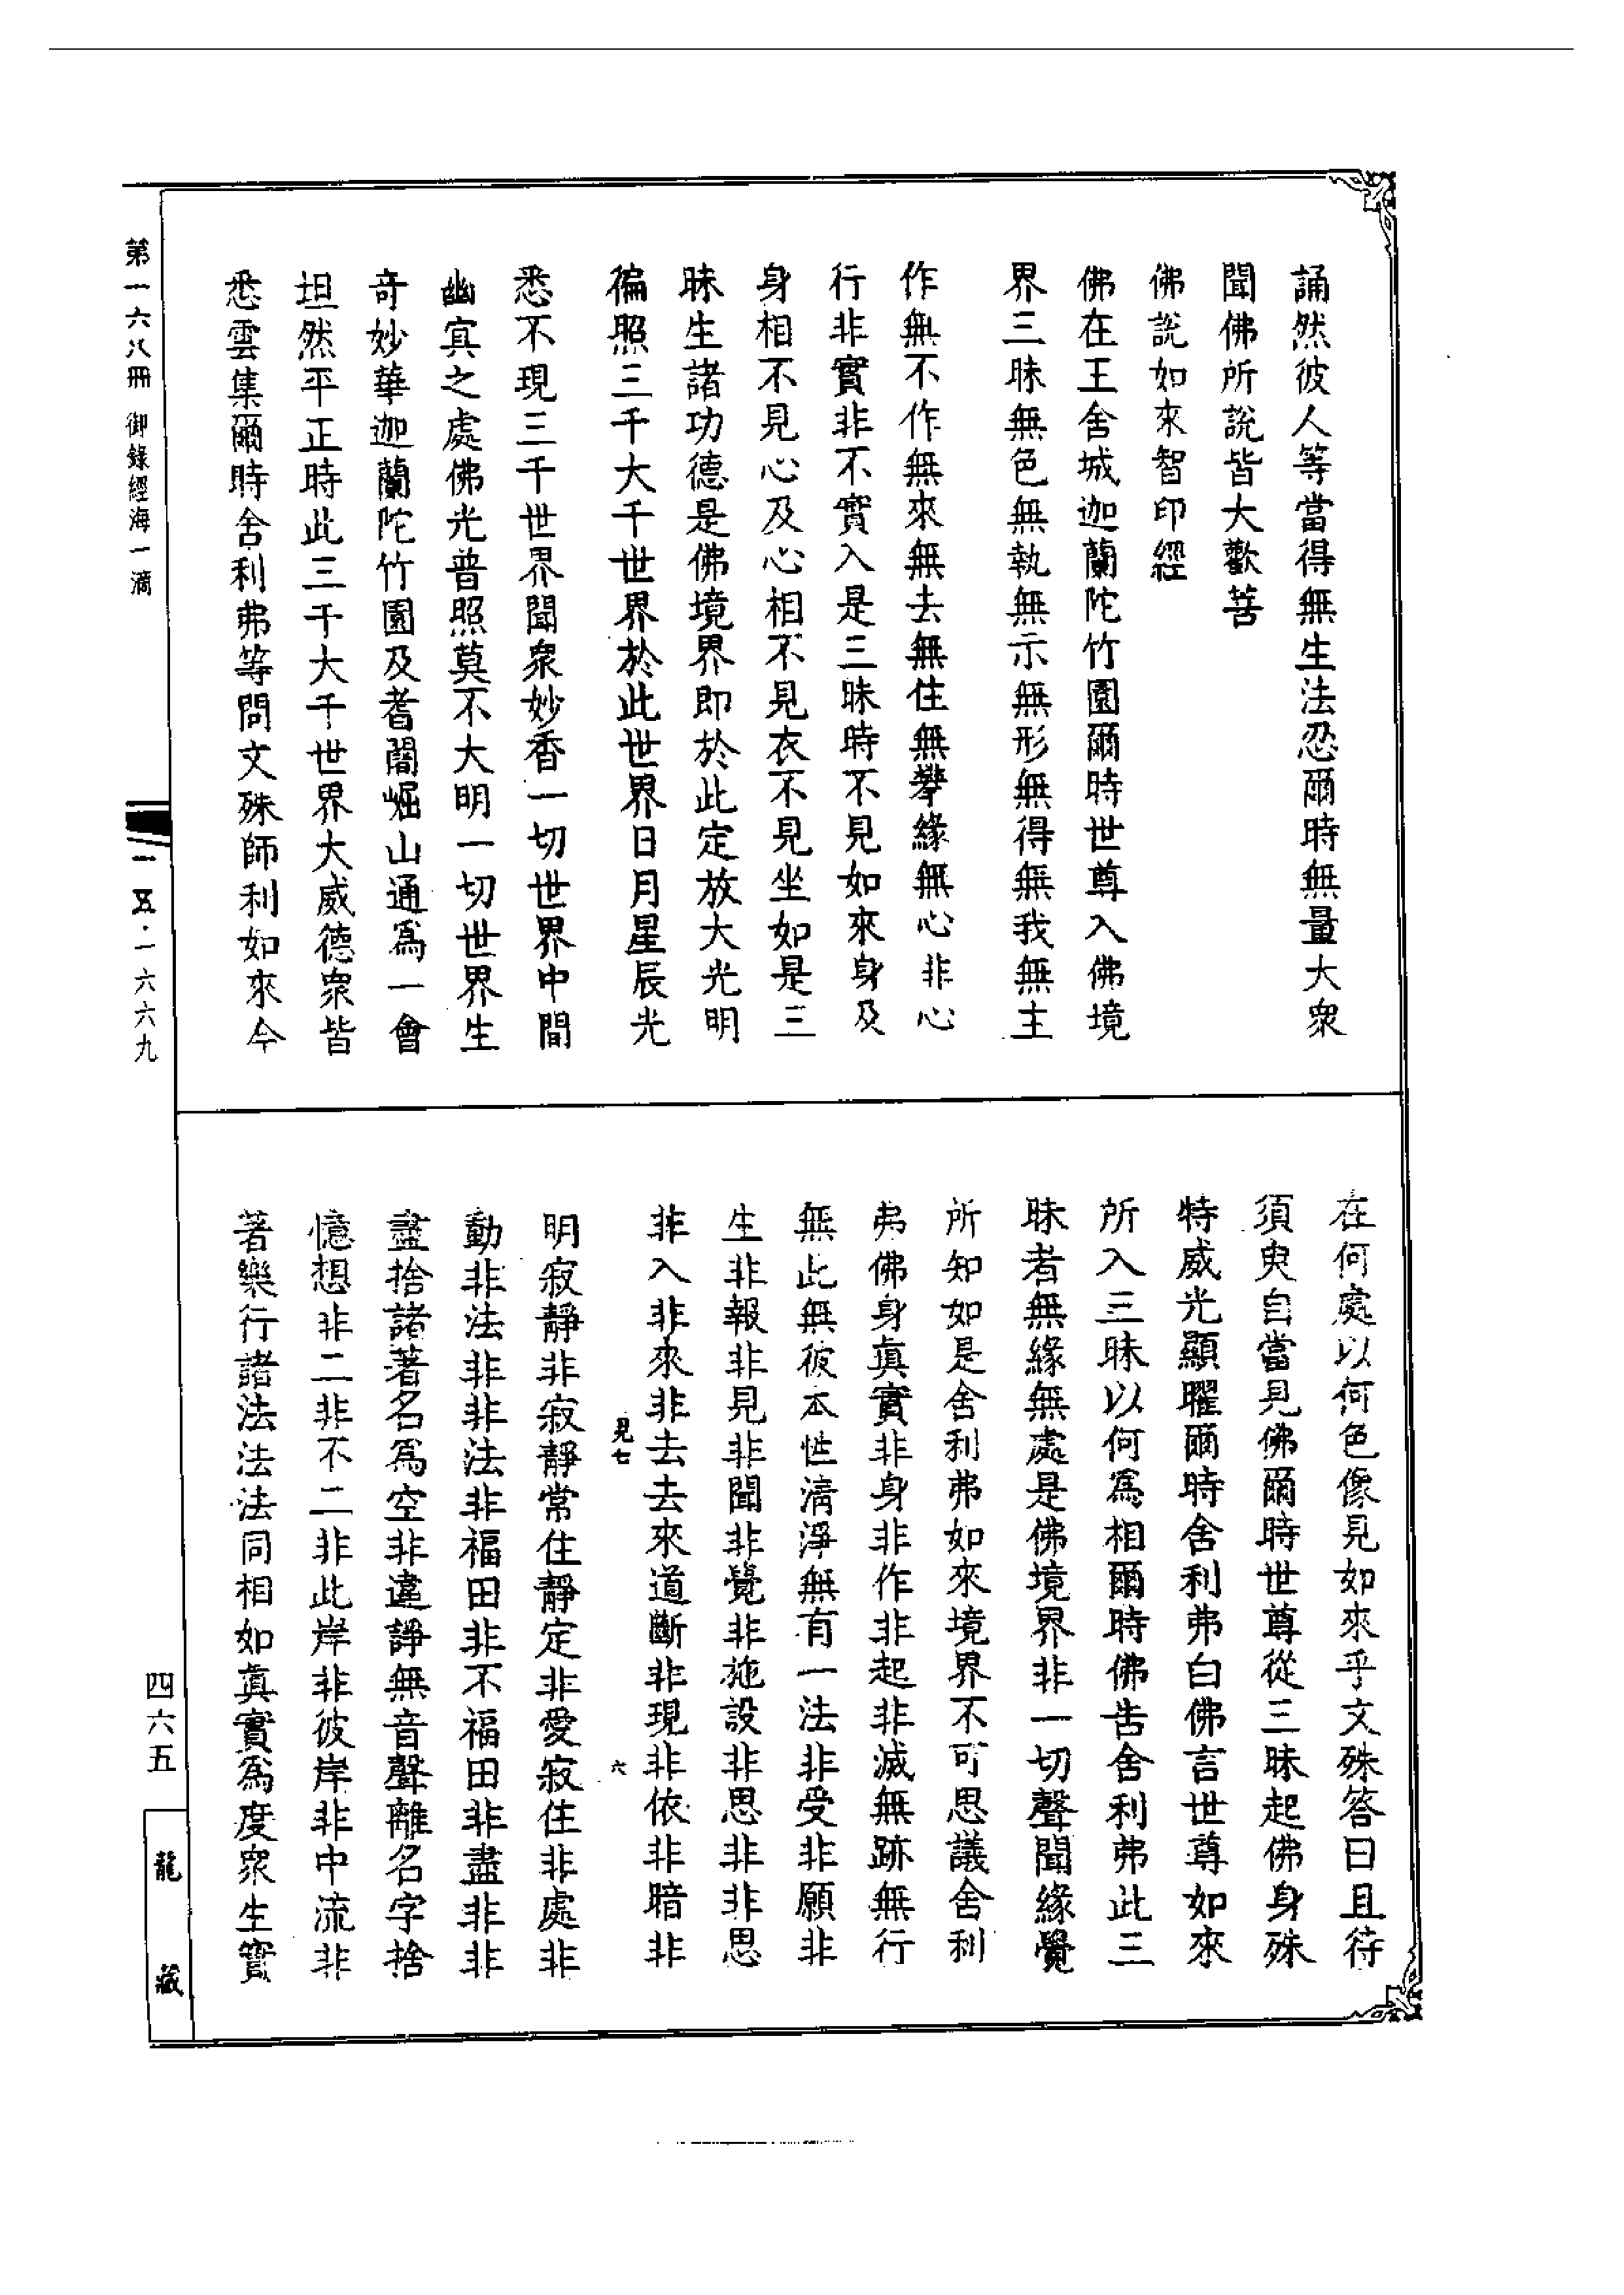 誦然彼人等當得無生法忍爾時無量大衆
聞佛所說皆大歡喜
佛說如來智印經
佛在王舍城迦蘭陀竹園爾時世尊入佛境
界三昧無色無執無示無形無得無我無主
作無不作無來無去無住無攀緣無心非心
行非實非不實入是三昧時不見如來身及
身相不見心及心相不見衣不見坐如是三
昧生諸功德是佛境界即於此定放大光明
徧照三千大千世界於此世界日月星辰光
悉不現三千世界聞衆妙香一切世界中間
幽冥之處佛光普照莫不大明一切世界生
奇妙華迦蘭陀竹園及耆闍崛山通爲一會
坦然平正時此三千大千世界大威德衆皆
悉雲集爾時舍利弗等問文殊師利如來今
在何處以何色像見如來乎文殊答曰且待
須臾自當見佛爾時世尊從三昧起佛身殊
特威光顯曜爾時舍利弗白佛言世尊如來
所入三昧以何爲相爾時佛告舍利弗此三
昧者無緣無處是佛境界非一切聲聞緣覺
所知如是舍利弗如來境界不可思議舍利
弗佛身眞實非身非作非起非滅無跡無行
無此無彼本性清淨無有一法非受非願非
生非報非見非聞非覺非施設非思非非思
非入非來非去去來道斷非現非依非暗非
見七
六
明寂靜非寂靜常住靜定非愛寂住非處非
動非法非非法非福田非不福田非盡非非
盡捨諸著名爲空非違諍無音聲離名字捨
憶想非二非不二非此岸非彼岸非中流非
著樂行諸法法法同相如眞實爲度衆生實
第一六八冊 御錄經海一滴
一五·一六六九
四六五
龍藏